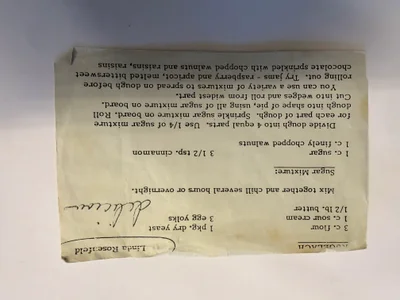 RUGELACH Linda Rosenfeld
delicious
3 c. flour 1 pkg. dry yeast
1 c. sour cream 3 egg yolks
1/2 lb. butter
Mix together and chill several hours or overnight.
Sugar Mixture:
1 c. sugar 3 1/2 tsp. cinnamon
1 c. finely chopped walnuts
Divide dough into 4 equal parts. Use 1/4 of sugar mixture
for each part of dough. Sprinkle sugar mixture on board. Roll
dough into shape of pie, using all of sugar mixture on board.
Cut into wedges and roll from widest part.
You can use a variety of mixtures to spread on dough before
rolling out. Try jams - raspberry and apricot, melted bittersweet
chocolate sprinkled with chopped walnuts and raisins, raisins